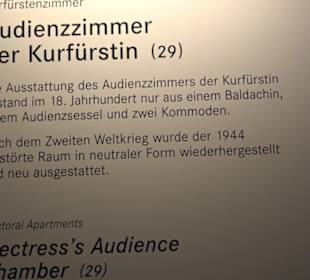 rfürstenzimmer
udienzzimmer
er Kurfürstin (29)
e Ausstattung des Audienzzimmers der Kurfürstin
stand im 18. Jahrhundert nur aus einem Baldachin,
em Audienzsessel und zwei Kommoden.
ch dem Zweiten Weltkrieg wurde der 1944
störte Raum in neutraler Form wiederhergestellt
d neu ausgestattet.
toral Apartments
ectress's Audience
hamber (29)